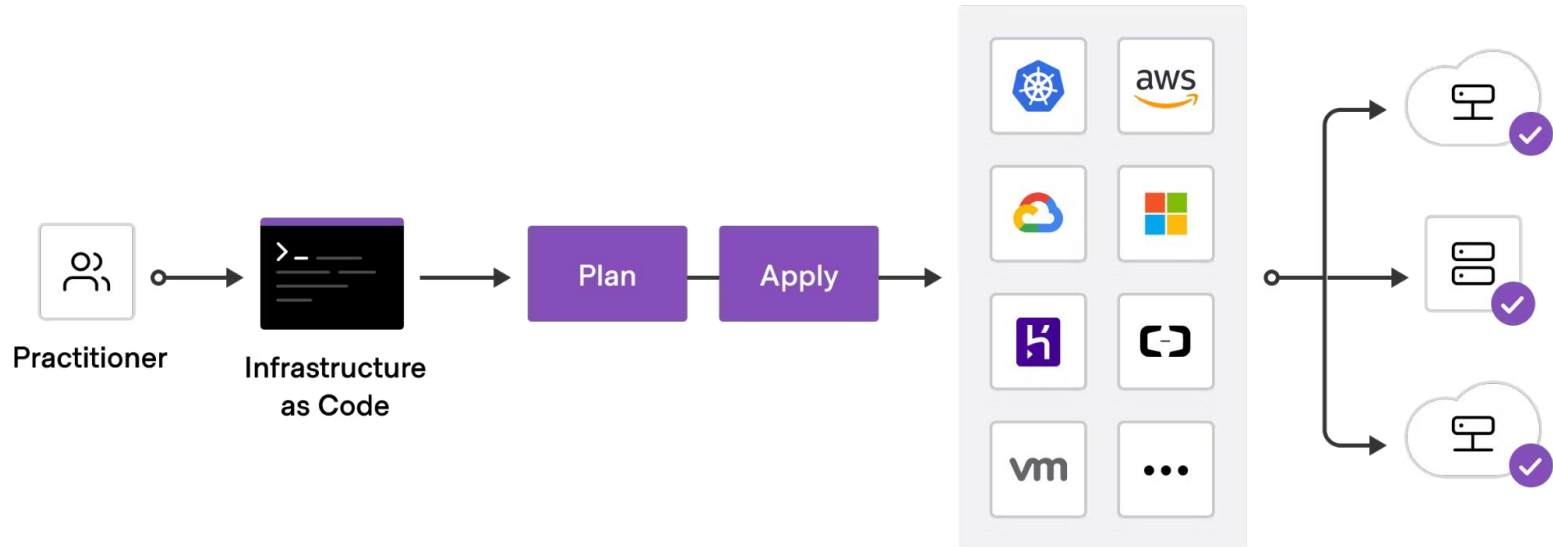 Practitioner
Infrastructure
as Code
Plan
Apply
aws
vm